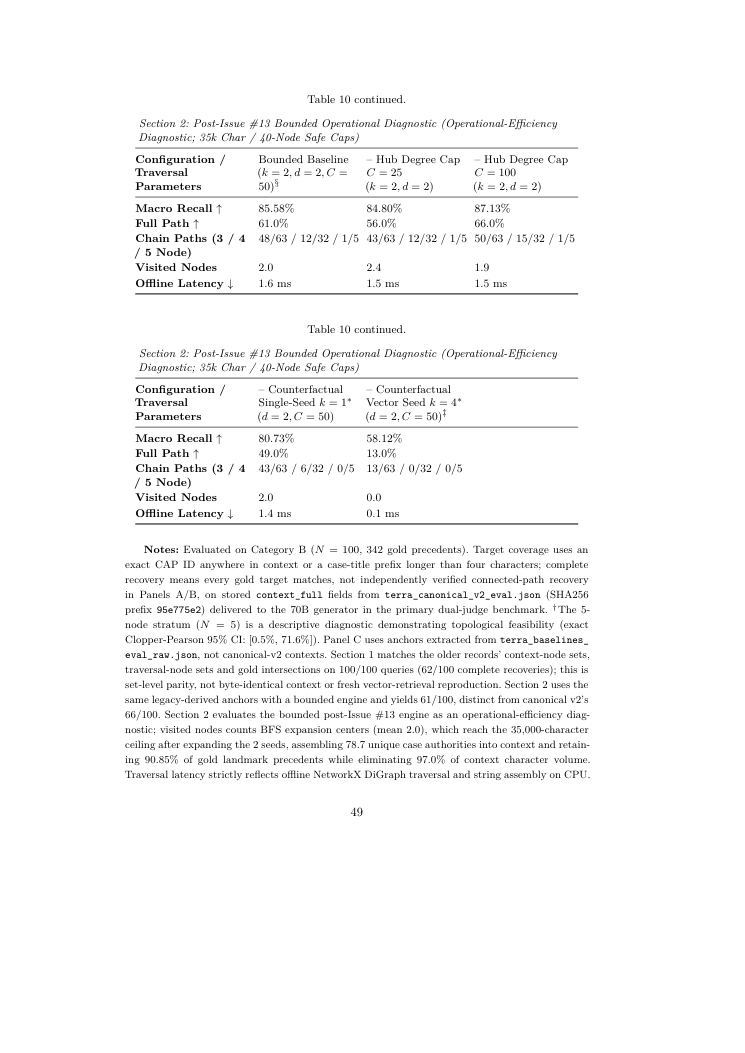 Table 10 continued.
Section 2: Post-Issue #13 Bounded Operational Diagnostic (Operational-Efficiency
Diagnostic; 35k Char / 40-Node Safe Caps)
Configuration / Bounded Baseline – Hub Degree Cap – Hub Degree Cap
Traversal (k = 2, d = 2, C = C = 25 C = 100
Parameters 50)§ (k = 2, d = 2) (k = 2, d = 2)
Macro Recall ↑ 85.58% 84.80% 87.13%
Full Path ↑ 61.0% 56.0% 66.0%
Chain Paths (3 / 4 48/63 / 12/32 / 1/5 43/63 / 12/32 / 1/5 50/63 / 15/32 / 1/5
/ 5 Node)
Visited Nodes 2.0 2.4 1.9
Offline Latency ↓ 1.6 ms 1.5 ms 1.5 ms
Table 10 continued.
Section 2: Post-Issue #13 Bounded Operational Diagnostic (Operational-Efficiency
Diagnostic; 35k Char / 40-Node Safe Caps)
Configuration / – Counterfactual – Counterfactual
Traversal Single-Seed k = 1* Vector Seed k = 4*
Parameters (d = 2, C = 50) (d = 2, C = 50)‡
Macro Recall ↑ 80.73% 58.12%
Full Path ↑ 49.0% 13.0%
Chain Paths (3 / 4 43/63 / 6/32 / 0/5 13/63 / 0/32 / 0/5
/ 5 Node)
Visited Nodes 2.0 0.0
Offline Latency ↓ 1.4 ms 0.1 ms
Notes: Evaluated on Category B (N = 100, 342 gold precedents). Target coverage uses an
exact CAP ID anywhere in context or a case-title prefix longer than four characters; complete
recovery means every gold target matches, not independently verified connected-path recovery
in Panels A/B, on stored context_full fields from terra_canonical_v2_eval.json (SHA256
prefix 95e775e2) delivered to the 70B generator in the primary dual-judge benchmark. †The 5-
node stratum (N = 5) is a descriptive diagnostic demonstrating topological feasibility (exact
Clopper-Pearson 95% CI: [0.5%, 71.6%]). Panel C uses anchors extracted from terra_baselines_
eval_raw.json, not canonical-v2 contexts. Section 1 matches the older records' context-node sets,
traversal-node sets and gold intersections on 100/100 queries (62/100 complete recoveries); this is
set-level parity, not byte-identical context or fresh vector-retrieval reproduction. Section 2 uses the
same legacy-derived anchors with a bounded engine and yields 61/100, distinct from canonical v2's
66/100. Section 2 evaluates the bounded post-Issue #13 engine as an operational-efficiency diag-
nostic; visited nodes counts BFS expansion centers (mean 2.0), which reach the 35,000-character
ceiling after expanding the 2 seeds, assembling 78.7 unique case authorities into context and retain-
ing 90.85% of gold landmark precedents while eliminating 97.0% of context character volume.
Traversal latency strictly reflects offline NetworkX DiGraph traversal and string assembly on CPU.
49